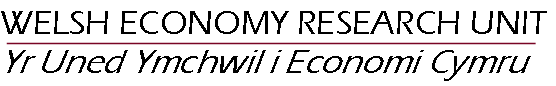 WELSH ECONOMY RESEARCH UNIT
Yr Uned Ymchwil i Economi Cymru